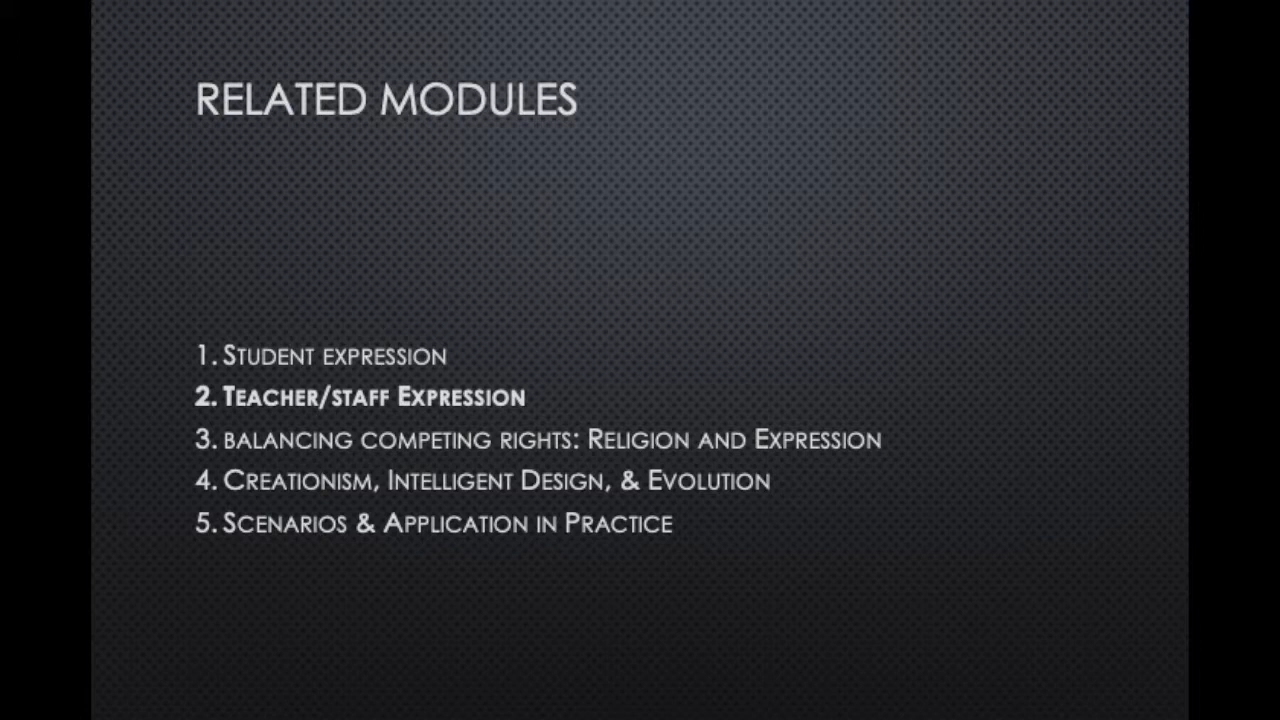 RELATED MODULES
1. STUDENT EXPRESSION
2. TEACHER/STAFF EXPRESSION
3. BALANCING COMPETING RIGHTS: RELIGION AND EXPRESSION
4. CREATIONISM, INTELLIGENT DESIGN, & EVOLUTION
5. SCENARIOS & APPLICATION IN PRACTICE